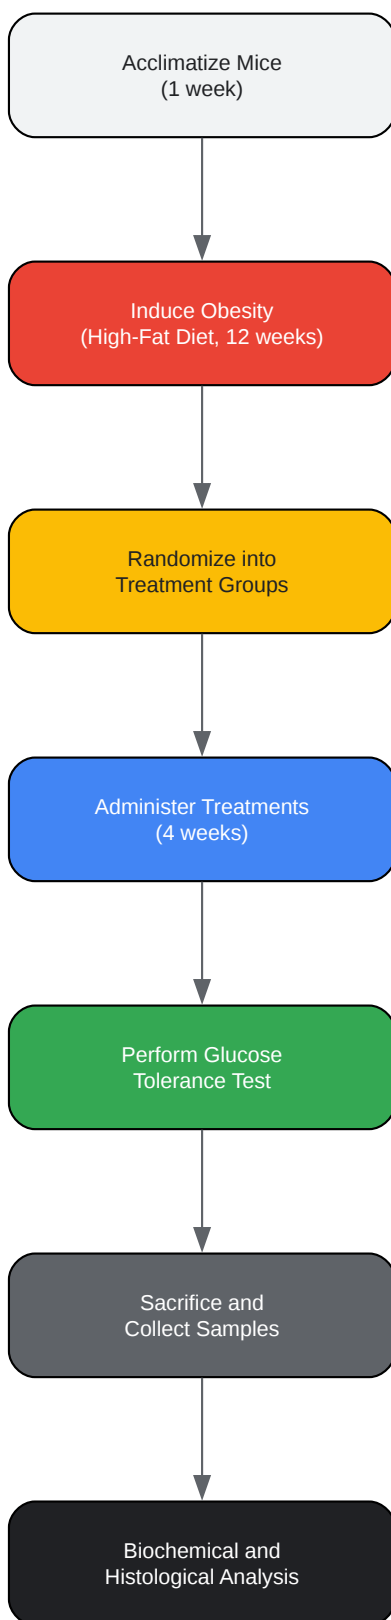 Acclimatize Mice
(1 week)
Induce Obesity
(High-Fat Diet, 12 weeks)
Randomize into
Treatment Groups
Administer Treatments
(4 weeks)
Perform Glucose
Tolerance Test
Sacrifice and
Collect Samples
Biochemical and
Histological Analysis